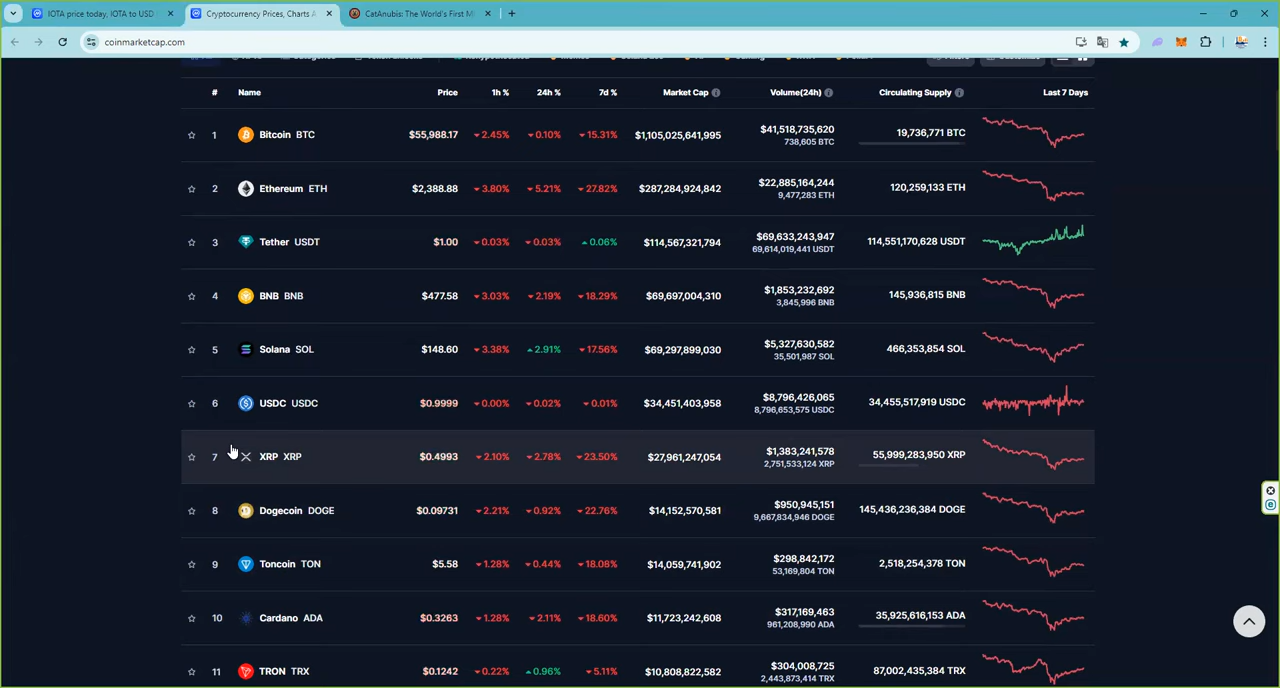 IOTA price today, IOTA to USD
Cryptocurrency Prices, Charts A
CatAnubis: The World's First M
coinmarketcap.com
# Name Price 1h % 24h % 7d % Market Cap Volume(24h) Circulating Supply Last 7 Days
1 Bitcoin BTC $55,988.17 2.45% 0.10% 15.31% $1,105,025,641,995 $41,518,735,620 19,736,771 BTC
738,605 BTC
2 Ethereum ETH $2,388.88 3.80% 5.21% 27.82% $287,284,924,842 $22,885,164,244 120,259,133 ETH
9,477,283 ETH
3 Tether USDT $1.00 0.03% 0.03% 0.06% $114,567,321,794 $69,633,243,947 114,551,170,628 USDT
69,614,019,441 USDT
4 BNB BNB $477.58 3.03% 2.19% 18.29% $69,697,004,310 $1,853,232,692 145,936,815 BNB
3,845,996 BNB
5 Solana SOL $148.60 3.38% 2.91% 17.56% $69,297,899,030 $5,327,630,582 466,353,854 SOL
35,501,987 SOL
6 USDC USDC $0.9999 0.00% 0.02% 0.01% $34,451,403,958 $8,796,426,065 34,455,517,919 USDC
8,796,653,575 USDC
7 XRP XRP $0.4993 2.10% 2.78% 23.50% $27,961,247,054 $1,383,241,578 55,999,283,950 XRP
2,751,533,124 XRP
8 Dogecoin DOGE $0.09731 2.21% 0.92% 22.76% $14,152,570,581 $950,945,151 145,436,236,384 DOGE
9,667,834,946 DOGE
9 Toncoin TON $5.58 1.28% 0.44% 18.08% $14,059,741,902 $298,842,172 2,518,254,378 TON
53,169,804 TON
10 Cardano ADA $0.3263 1.28% 2.11% 18.60% $11,723,242,608 $317,169,463 35,925,616,153 ADA
961,208,990 ADA
11 TRON TRX $0.1242 0.22% 0.96% 5.11% $10,808,822,582 $304,008,725 87,002,435,384 TRX
2,443,873,414 TRX